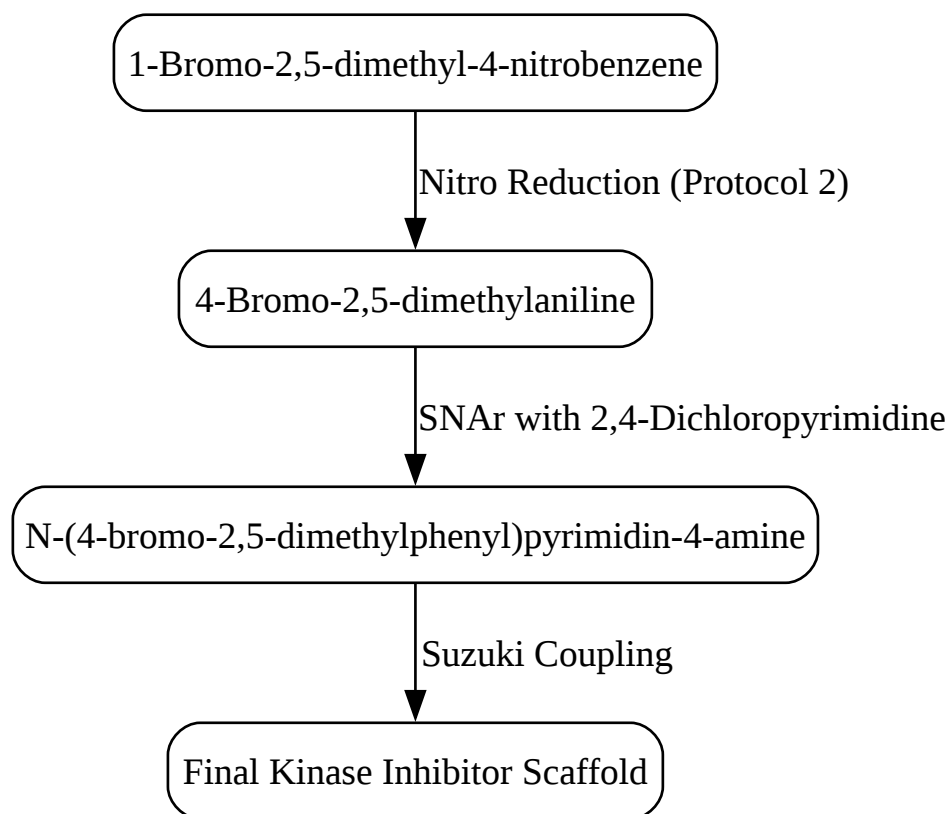 1-Bromo-2,5-dimethyl-4-nitrobenzene
Nitro Reduction (Protocol 2)
4-Bromo-2,5-dimethylaniline
SNAr with 2,4-Dichloropyrimidine
N-(4-bromo-2,5-dimethylphenyl)pyrimidin-4-amine
Suzuki Coupling
Final Kinase Inhibitor Scaffold